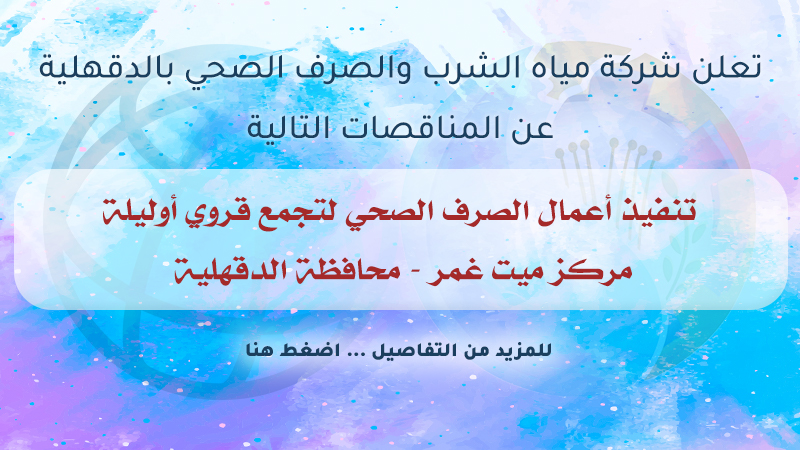 تعلن شركة مياه الشرب والصرف الصحي بالدقهلية
عن المناقصات التالية
تنفيذ أعمال الصرف الصحي لتجمع قروي أوليلة
مركز ميت غمر - محافظة الدقهلية
للمزيد من التفاصيل ... اضغط هنا